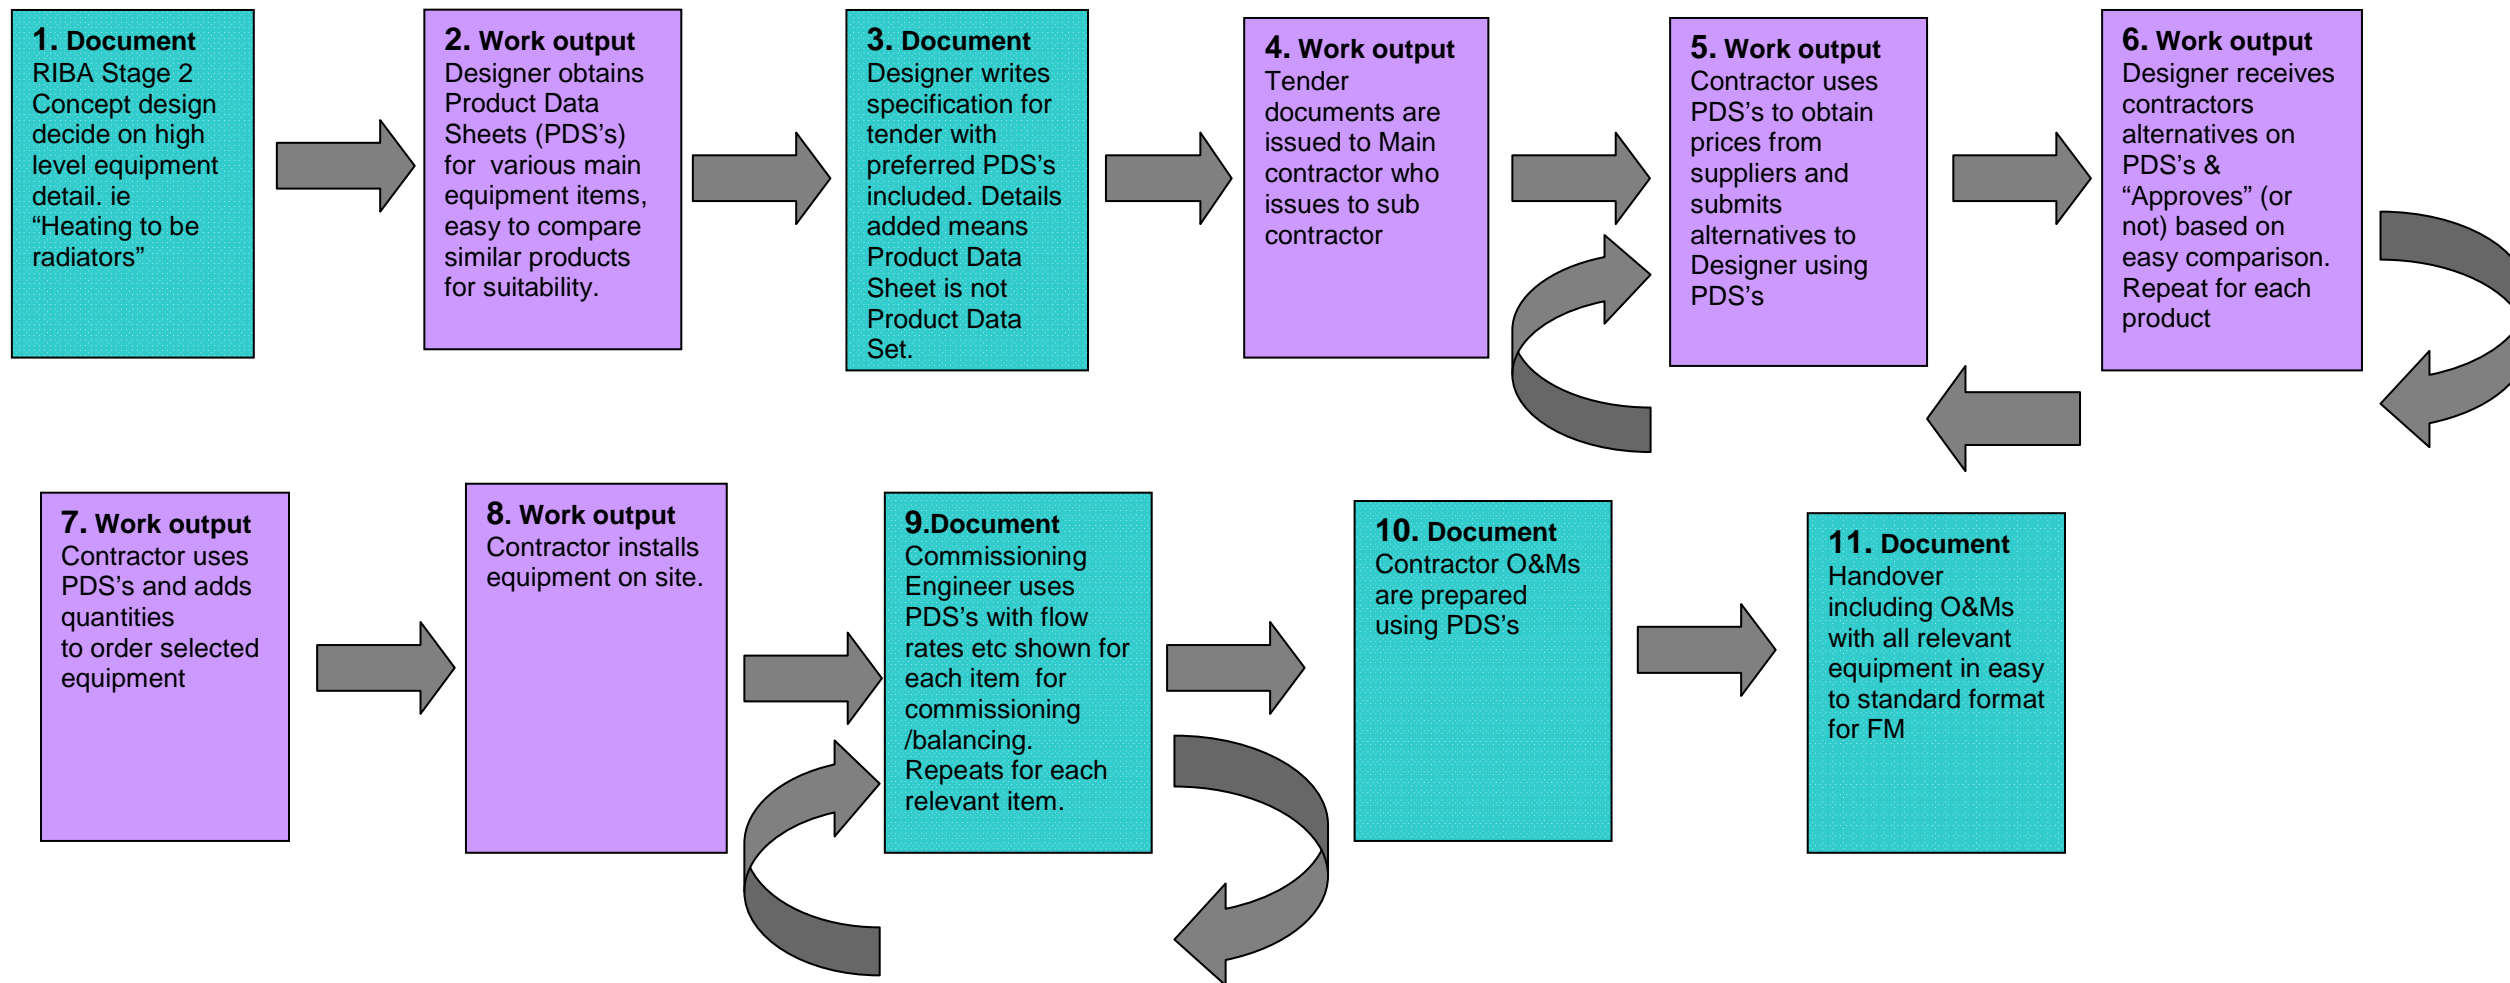 1. Document
RIBA Stage 2
Concept design
decide on high
level equipment
detail. ie
“Heating to be
radiators”
2. Work output
Designer obtains
Product Data
Sheets (PDS’s)
for various main
equipment items,
easy to compare
similar products
for suitability.
3. Document
Designer writes
specification for
tender with
preferred PDS’s
included. Details
added means
Product Data
Sheet is not
Product Data
Set.
4. Work output
Tender
documents are
issued to Main
contractor who
issues to sub
contractor
5. Work output
Contractor uses
PDS’s to obtain
prices from
suppliers and
submits
alternatives to
Designer using
PDS’s
6. Work output
Designer receives
contractors
alternatives on
PDS’s &
“Approves” (or
not) based on
easy comparison.
Repeat for each
product
7. Work output
Contractor uses
PDS’s and adds
quantities
to order selected
equipment
8. Work output
Contractor installs
equipment on site.
9.Document
Commissioning
Engineer uses
PDS’s with flow
rates etc shown for
each item for
commissioning
/balancing.
Repeats for each
relevant item.
10. Document
Contractor O&Ms
are prepared
using PDS’s
11. Document
Handover
including O&Ms
with all relevant
equipment in easy
to standard format
for FM